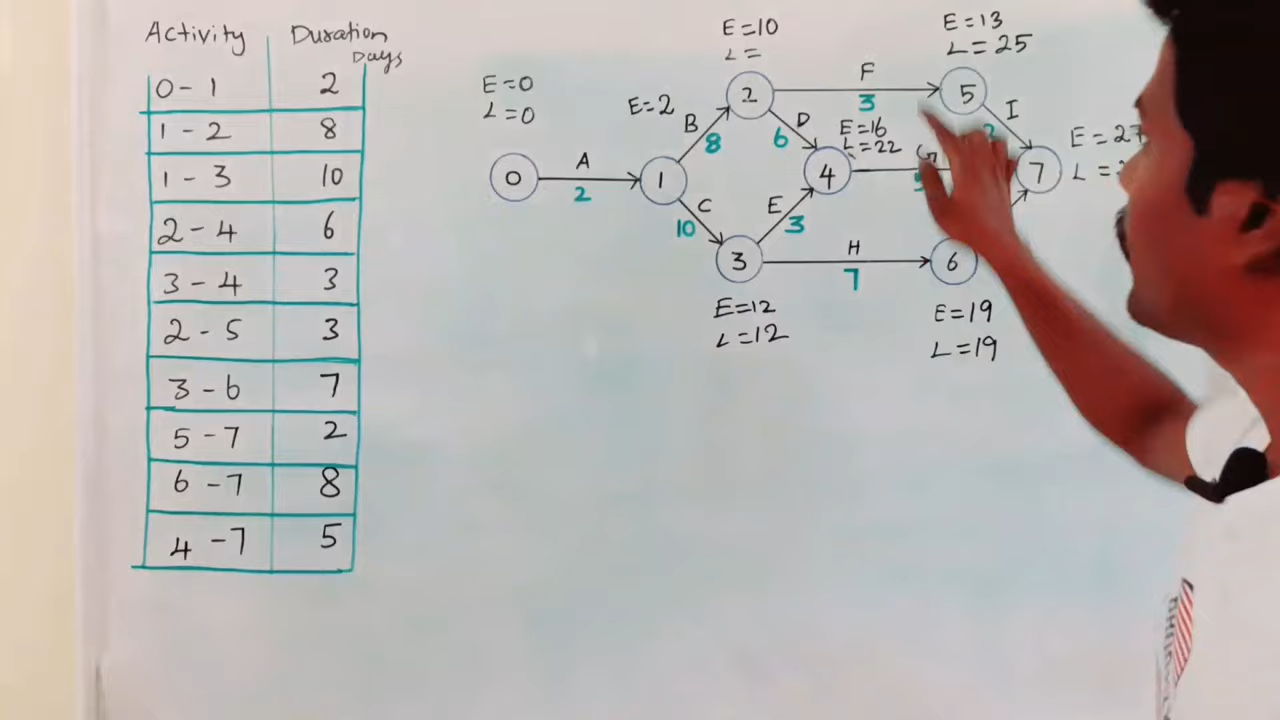 Activity Duration
Days
0 - 1 2
1 - 2 8
1 - 3 10
2 - 4 6
3 - 4 3
2 - 5 3
3 - 6 7
5 - 7 2
6 - 7 8
4 - 7 5
E=10
L=
E=13
L=25
E=0
L=0
E=2
2
F
3
5
I
B
8
D
6
E=16
L=22
E=27
L=
0
A
2
1
4
G
7
C
10
E
3
3
H
7
6
E=12
L=12
E=19
L=19